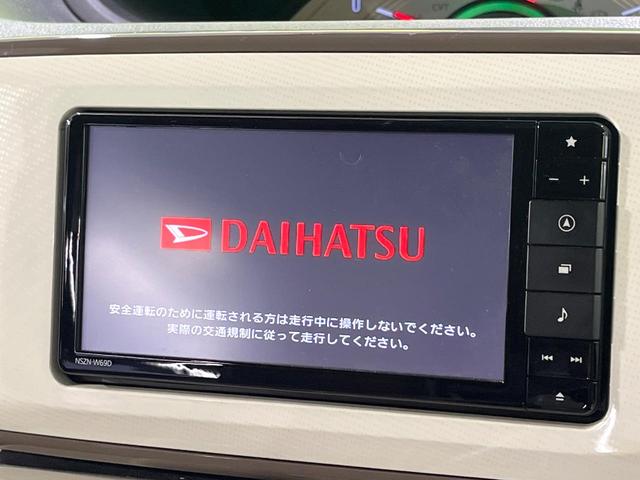 CVT
DAIHATSU
安全運転のために運転される方は走行中に操作しないでください。
実際の交通規制に従って走行してください。
NSZN-W69D